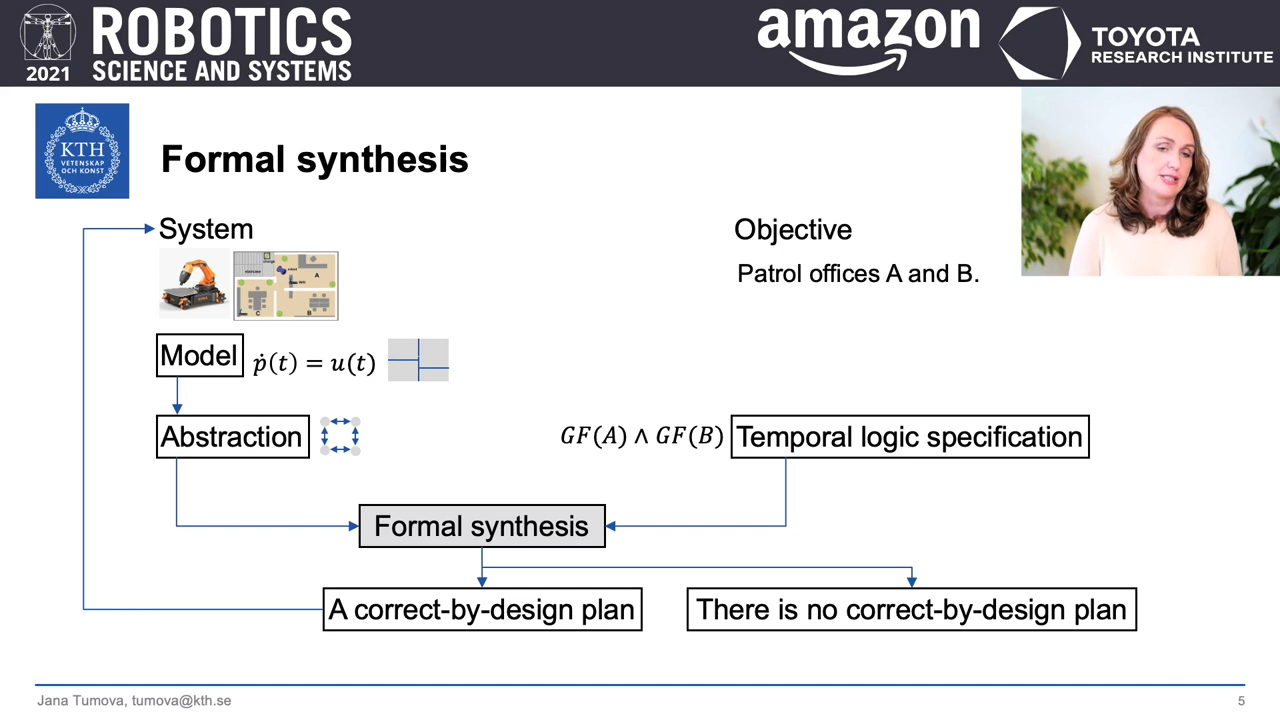 ROBOTICS
SCIENCE AND SYSTEMS
2021
amazon
TOYOTA
RESEARCH INSTITUTE
KTH
VETENSKAP
OCH KONST
Formal synthesis
System
Objective
Patrol offices A and B.
A
C
B
Model
ṗ(t) = u(t)
Abstraction
GF(A) ∧ GF(B)
Temporal logic specification
Formal synthesis
A correct-by-design plan
There is no correct-by-design plan
Jana Tumova, tumova@kth.se
5